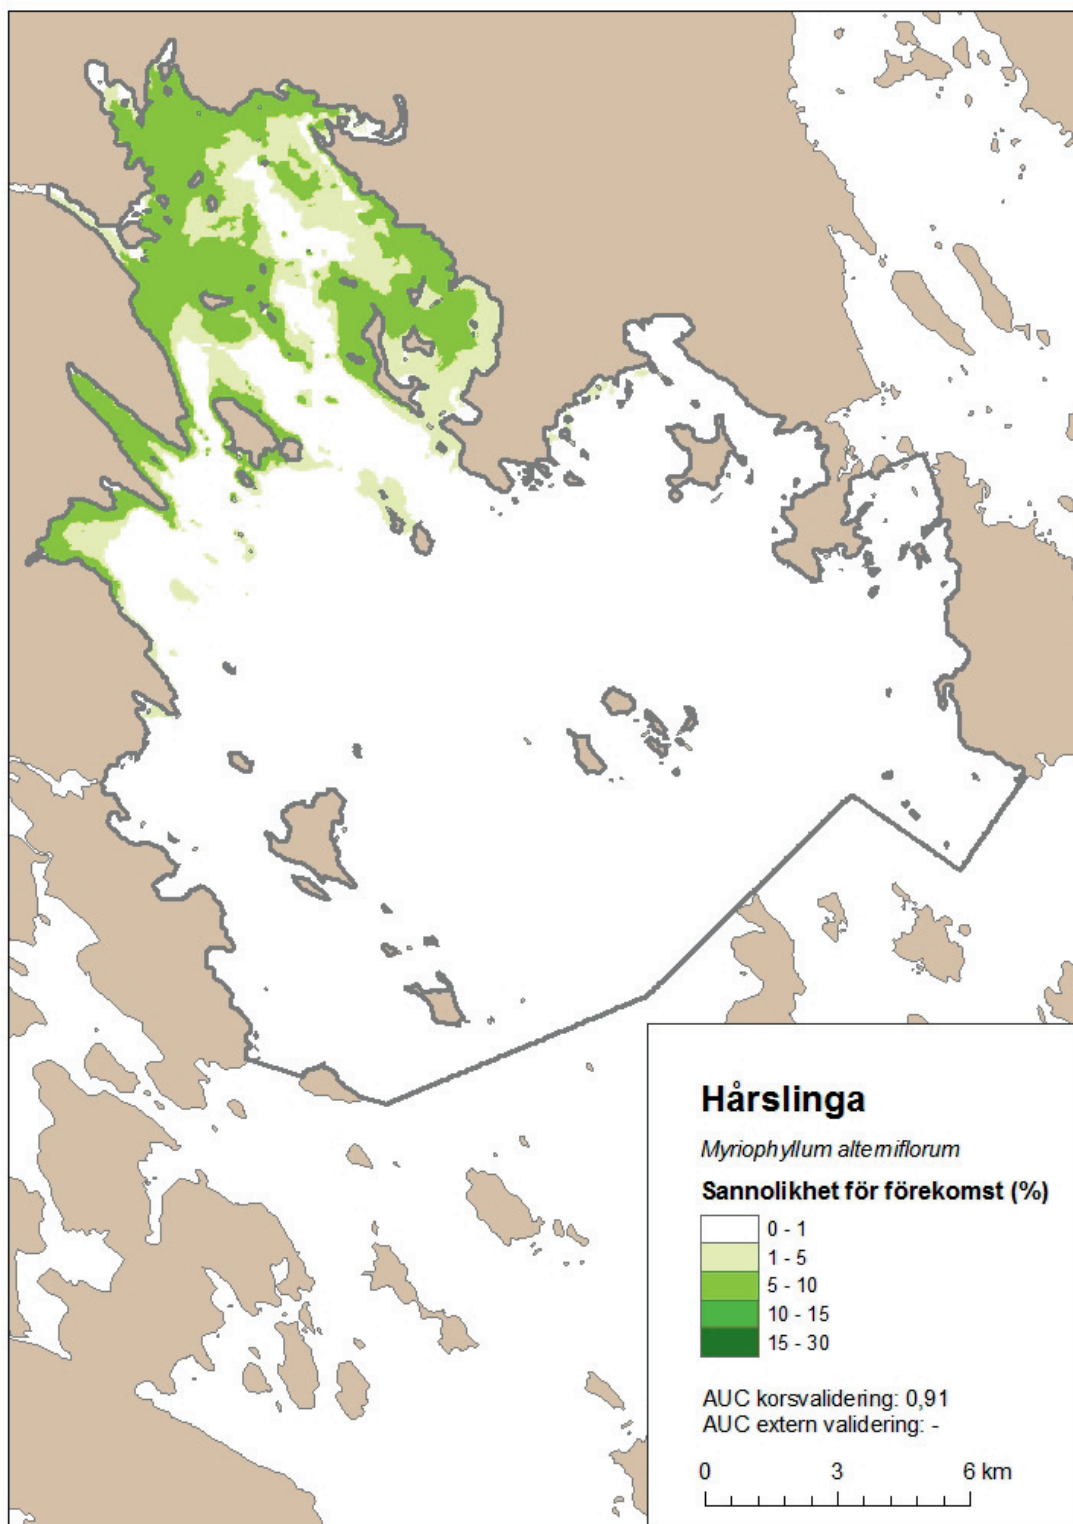 Hårslinga
Myriophyllum alterniflorum
Sannolikhet för förekomst (%)
0 - 1
1 - 5
5 - 10
10 - 15
15 - 30
AUC korsvalidering: 0,91
AUC extern validering: -
0 3 6 km